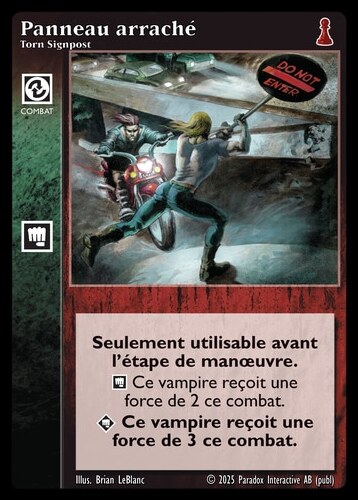 Panneau arraché
Torn Signpost
COMBAT
DO NOT
ENTER
Seulement utilisable avant
l'étape de manœuvre.
Ce vampire reçoit une
force de 2 ce combat.
Ce vampire reçoit une
force de 3 ce combat.
Illus. Brian LeBlanc
© 2025 Paradox Interactive AB (publ)